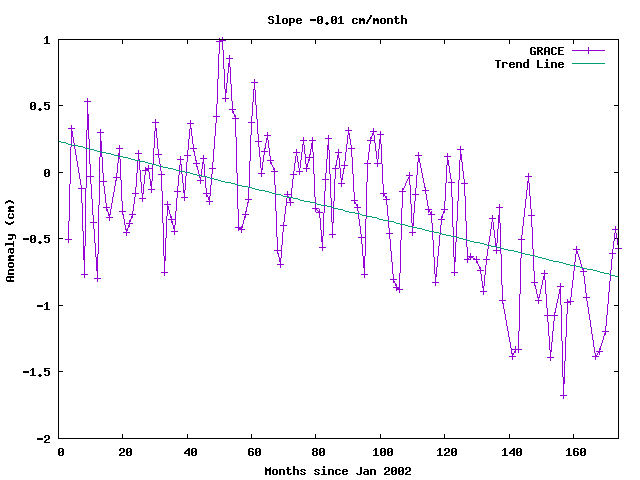 Slope -0.01 cm/month
GRACE
Trend Line
1
0.5
0
-0.5
-1
-1.5
-2
Anomaly (cm)
0 20 40 60 80 100 120 140 160
Months since Jan 2002